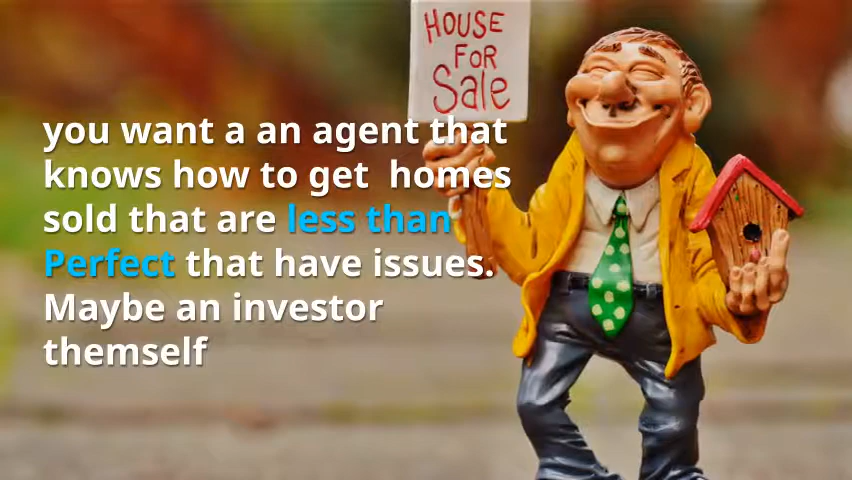 HOUSE
FOR
Sale
you want a an agent that
knows how to get  homes
sold that are less than
Perfect that have issues.
Maybe an investor
themself